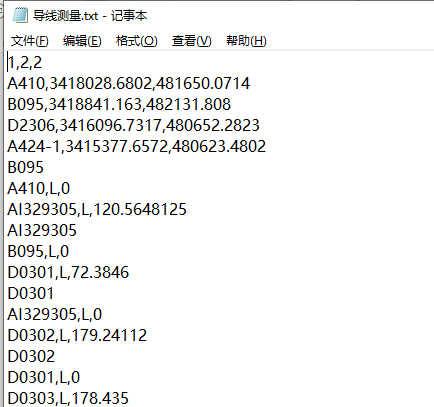 导线测量.txt - 记事本
文件(F) 编辑(E) 格式(O) 查看(V) 帮助(H)
1,2,2
A410,3418028.6802,481650.0714
B095,3418841.163,482131.808
D2306,3416096.7317,480652.2823
A424-1,3415377.6572,480623.4802
B095
A410,L,0
AI329305,L,120.5648125
AI329305
B095,L,0
D0301,L,72.3846
D0301
AI329305,L,0
D0302,L,179.24112
D0302
D0301,L,0
D0303,L,178.435